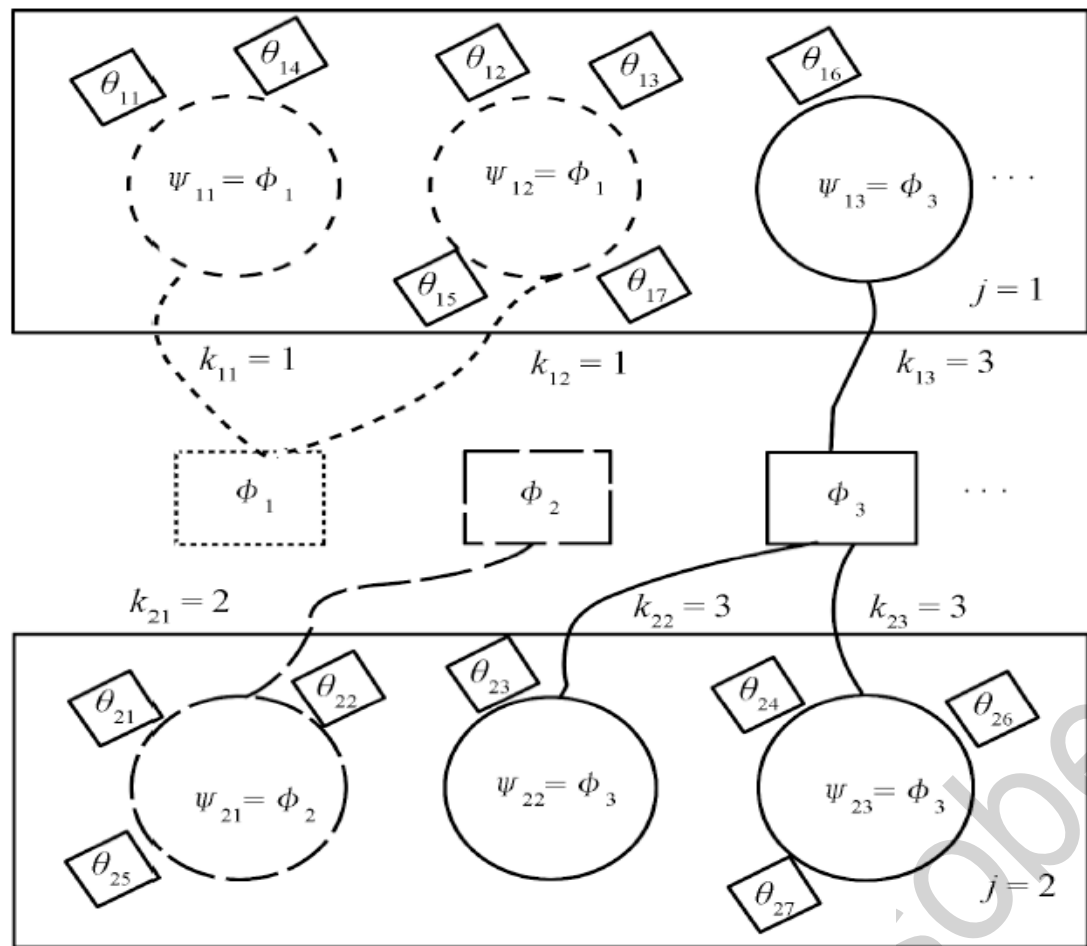 θ₁₁ θ₁₄ θ₁₂ θ₁₃ θ₁₆
ψ₁₁ = ϕ₁ ψ₁₂ = ϕ₁ ψ₁₃ = ϕ₃ ...
θ₁₅ θ₁₇ j = 1
k₁₁ = 1 k₁₂ = 1 k₁₃ = 3
ϕ₁ ϕ₂ ϕ₃ ...
k₂₁ = 2 k₂₂ = 3 k₂₃ = 3
θ₂₁ θ₂₂ θ₂₃ θ₂₄ θ₂₆
ψ₂₁ = ϕ₂ ψ₂₂ = ϕ₃ ψ₂₃ = ϕ₃
θ₂₅ θ₂₇ j = 2